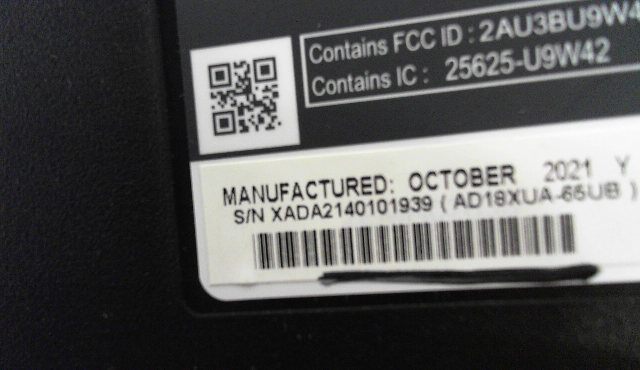 Contains FCC ID : 2AU3BU9W4
Contains IC : 25625-U9W42
MANUFACTURED: OCTOBER 2021 Y
S/N XADA2140101939 ( AD18XUA-65UB )